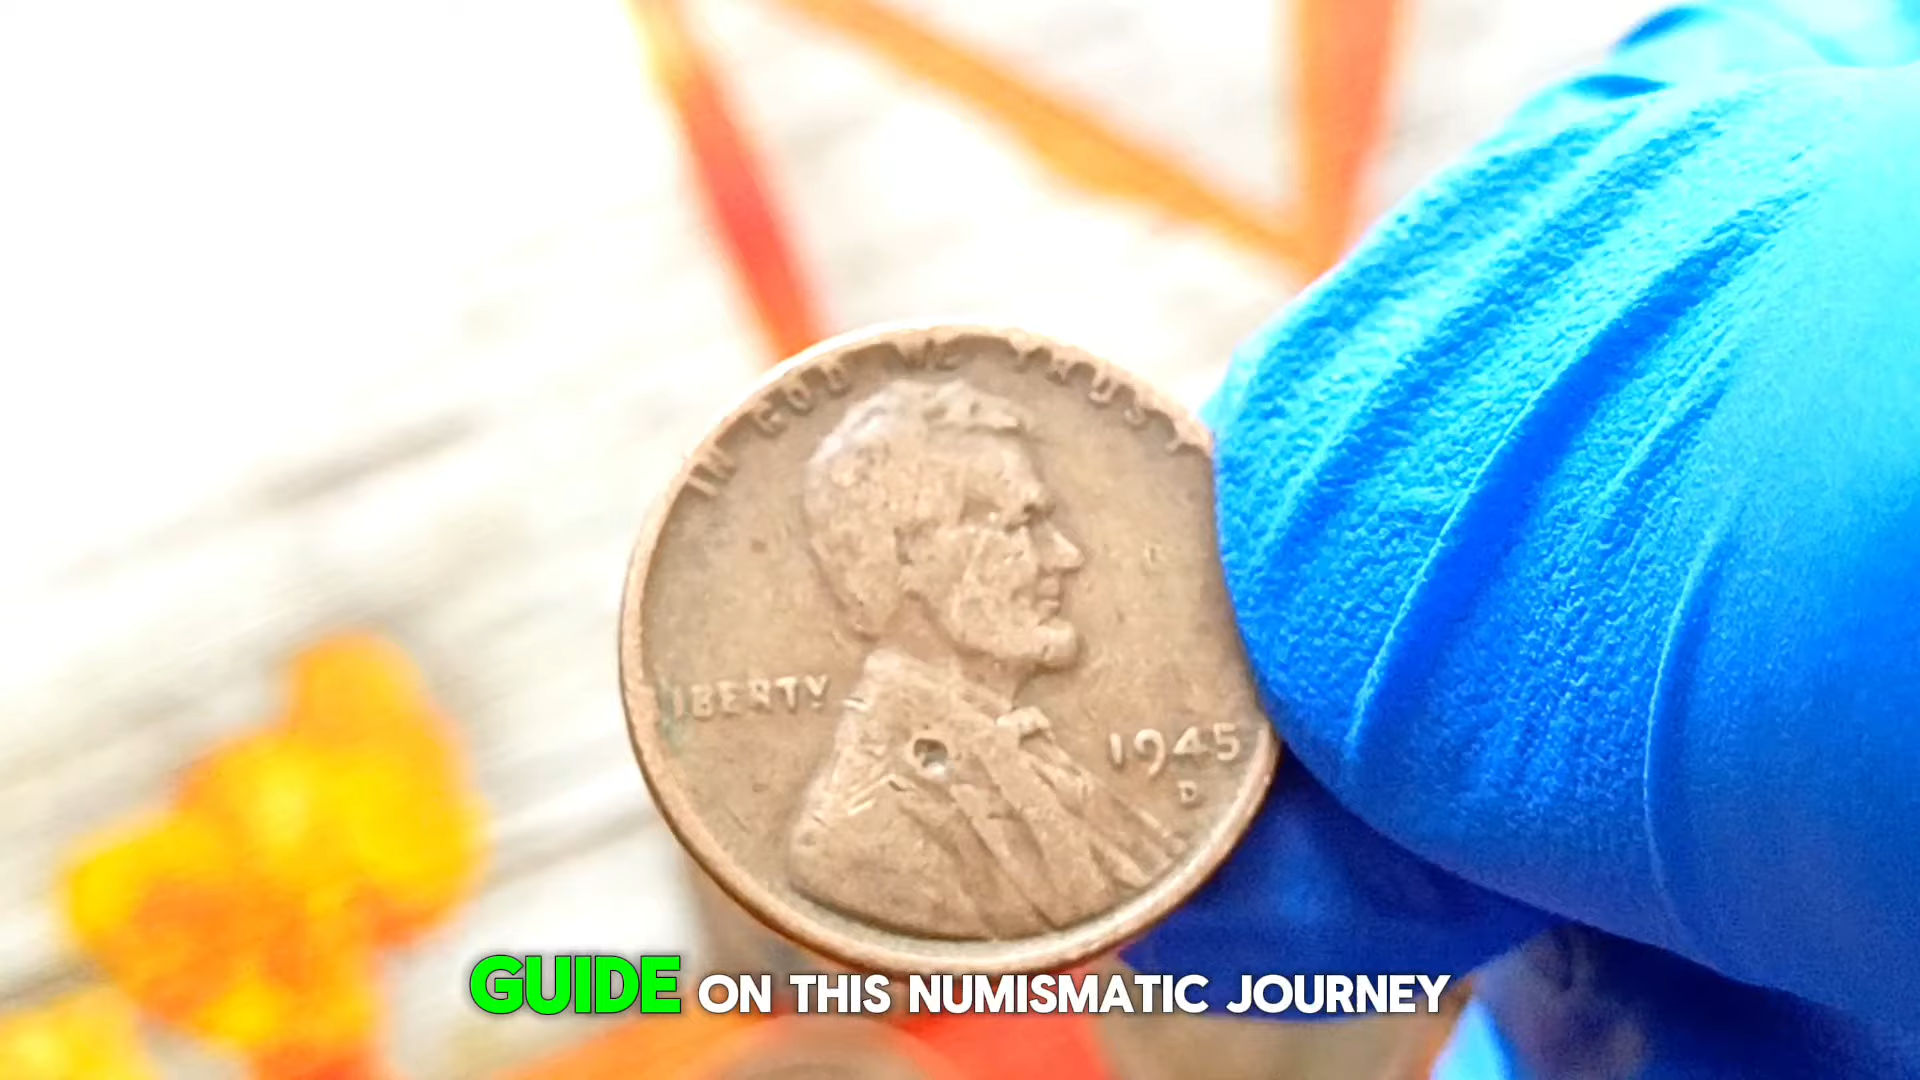 IN GOD WE TRUST
LIBERTY
1945
D
GUIDE ON THIS NUMISMATIC JOURNEY